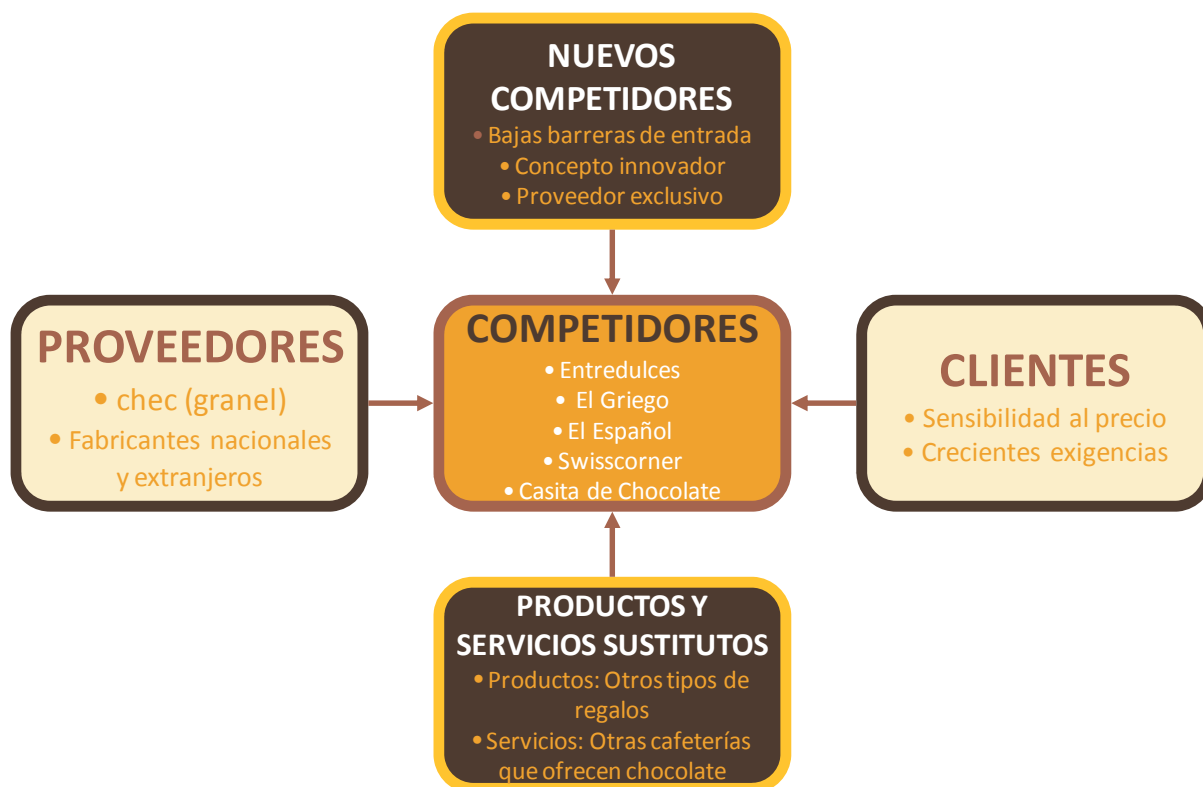 NUEVOS
COMPETIDORES
• Bajas barreras de entrada
• Concepto innovador
• Proveedor exclusivo
PROVEEDORES
• chec (granel)
• Fabricantes nacionales
y extranjeros
COMPETIDORES
• Entredulces
• El Griego
• El Español
• Swisscorner
• Casita de Chocolate
CLIENTES
• Sensibilidad al precio
• Crecientes exigencias
PRODUCTOS Y
SERVICIOS SUSTITUTOS
• Productos: Otros tipos de
regalos
• Servicios: Otras cafeterías
que ofrecen chocolate